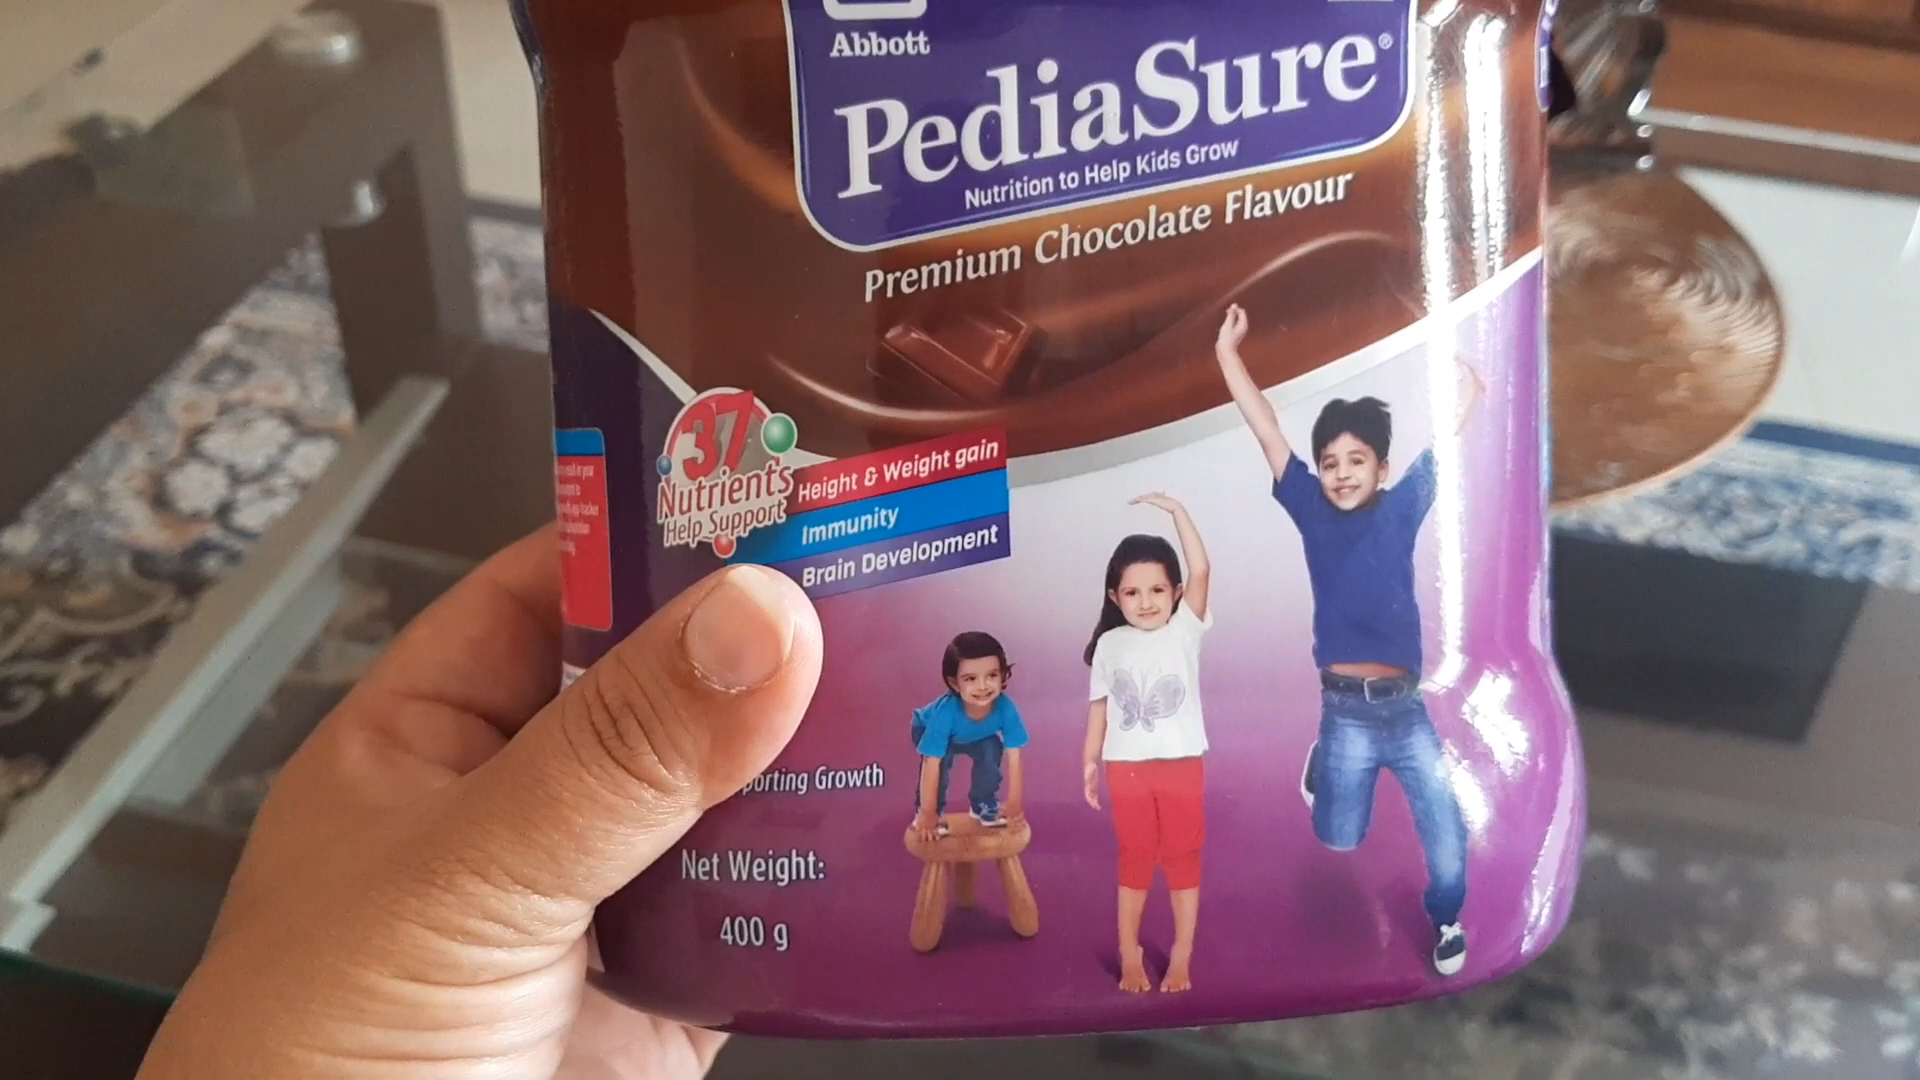 Abbott
PediaSure®
Nutrition to Help Kids Grow
Premium Chocolate Flavour
37
Nutrients
Help Support
Height & Weight gain
Immunity
Brain Development
Growth
Net Weight:
400 g